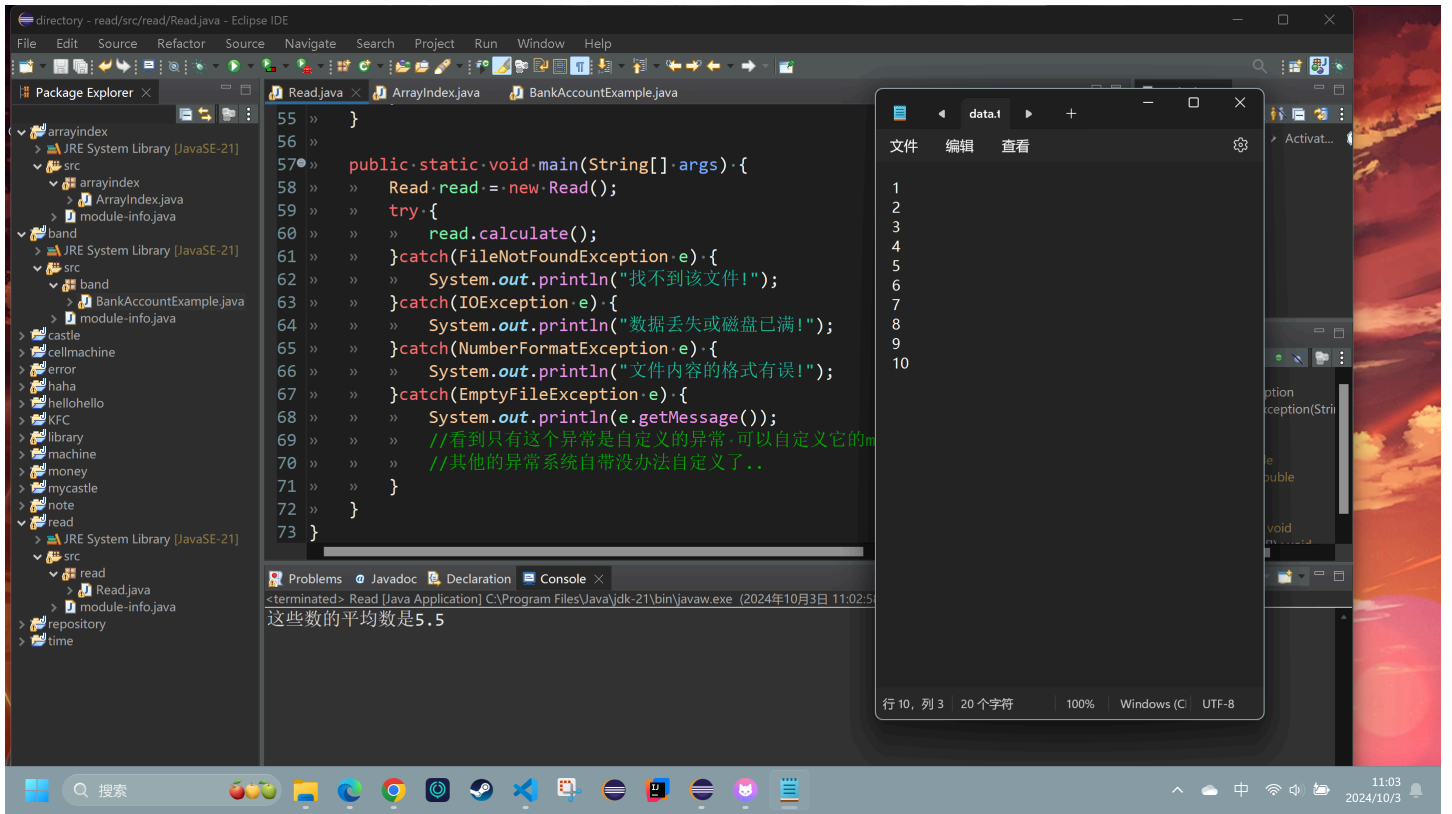 directory - read/src/read/Read.java - Eclipse IDE
File Edit Source Refactor Source Navigate Search Project Run Window Help
Package Explorer
arrayindex
JRE System Library [JavaSE-21]
src
arrayindex
ArrayIndex.java
module-info.java
band
JRE System Library [JavaSE-21]
src
band
BankAccountExample.java
module-info.java
castle
cellmachine
error
haha
hellohello
KFC
library
machine
money
mycastle
note
read
JRE System Library [JavaSE-21]
src
read
Read.java
module-info.java
repository
time
Read.java ArrayIndex.java BankAccountExample.java
55 }
56
57 public static void main(String[] args) {
58 Read read = new Read();
59 try {
60 read.calculate();
61 }catch(FileNotFoundException e) {
62 System.out.println("找不到该文件!");
63 }catch(IOException e) {
64 System.out.println("数据丢失或磁盘已满!");
65 }catch(NumberFormatException e) {
66 System.out.println("文件内容的格式有误!");
67 }catch(EmptyFileException e) {
68 System.out.println(e.getMessage());
69 //看到只有这个异常是自定义的异常 可以自定义它的m
70 //其他的异常系统自带没办法自定义了..
71 }
72 }
73 }
Problems Javadoc Declaration Console
<terminated> Read [Java Application] C:\Program Files\Java\jdk-21\bin\javaw.exe (2024年10月3日 11:02:58
这些数的平均数是5.5
data.t
文件 编辑 查看
1
2
3
4
5
6
7
8
9
10
行 10，列 3 20 个字符 100% Windows (C UTF-8
Activat...
ption
xception(Stri
le
ouble
void
搜索
中
11:03
2024/10/3